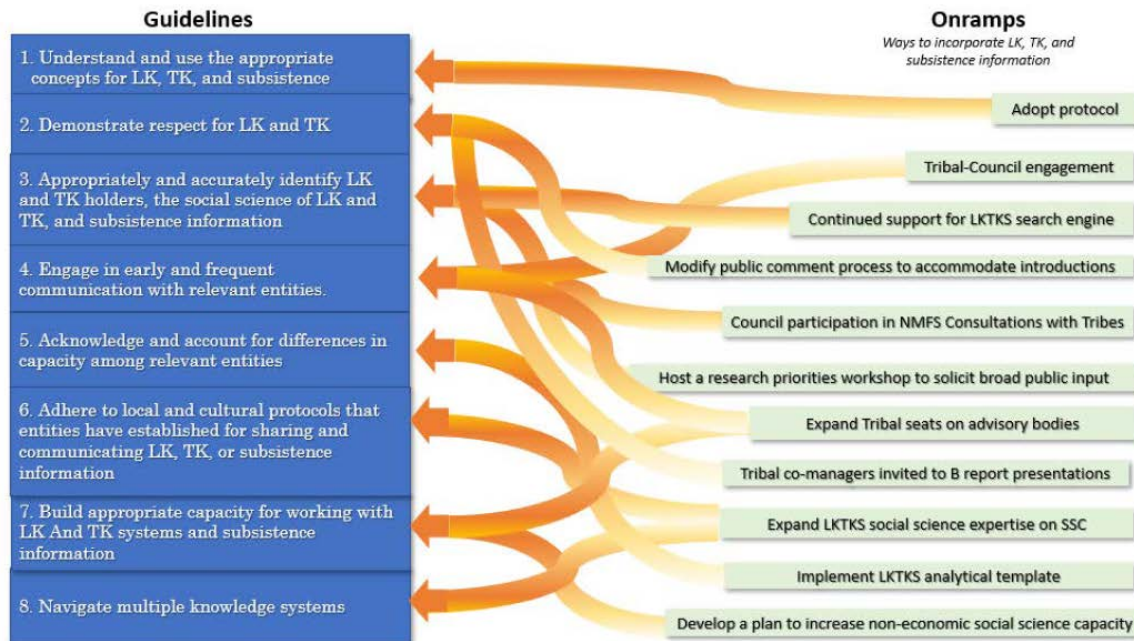 Guidelines
1. Understand and use the appropriate
concepts for LK, TK, and subsistence
2. Demonstrate respect for LK and TK
3. Appropriately and accurately identify LK
and TK holders, the social science of LK and
TK, and subsistence information
4. Engage in early and frequent
communication with relevant entities.
5. Acknowledge and account for differences in
capacity among relevant entities
6. Adhere to local and cultural protocols that
entities have established for sharing and
communicating LK, TK, or subsistence
information
7. Build appropriate capacity for working with
LK And TK systems and subsistence
information
8. Navigate multiple knowledge systems
Onramps
Ways to incorporate LK, TK, and
subsistence information
Adopt protocol
Tribal-Council engagement
Continued support for LKTKS search engine
Modify public comment process to accommodate introductions
Council participation in NMFS Consultations with Tribes
Host a research priorities workshop to solicit broad public input
Expand Tribal seats on advisory bodies
Tribal co-managers invited to B report presentations
Expand LKTKS social science expertise on SSC
Implement LKTKS analytical template
Develop a plan to increase non-economic social science capacity